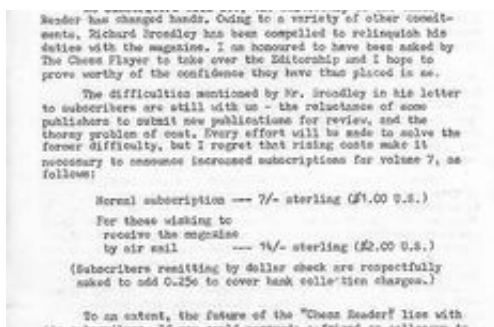 Reader has changed hands. Owing to a variety of other commit-
ments, Richard Broadley has been compelled to relinquish his
duties with the magazine. I am honoured to have been asked by
The Chess Player to take over the Editorship and I hope to
prove worthy of the confidence they have thus placed in me.
The difficulties mentioned by Mr. Broadley in his letter
to subscribers are still with us - the reluctance of some
publishers to submit new publications for review, and the
thorny problem of cost. Every effort will be made to solve the
former difficulty, but I regret that rising costs make it
necessary to announce increased subscriptions for volume 7, as
follows:
Normal subscription --- 7/- sterling ($1.00 U.S.)
For those wishing to
receive the magazine
by air mail --- 14/- sterling ($2.00 U.S.)
(Subscribers remitting by dollar check are respectfully
asked to add 0.25c to cover bank collection charges.)
To an extent, the future of the "Chess Reader" lies with